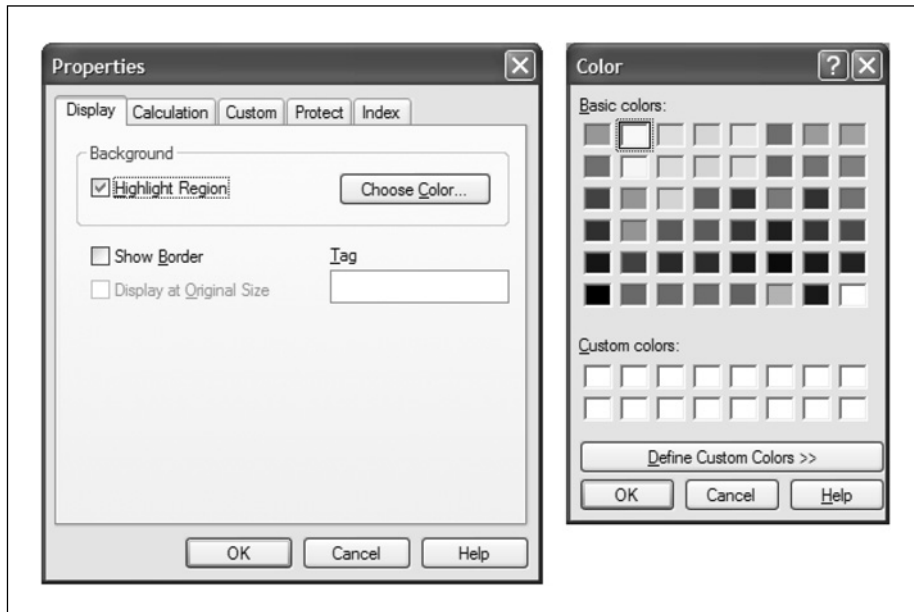 Properties
Display Calculation Custom Protect Index
Background
Highlight Region
Choose Color...
Show Border
Tag
Display at Original Size
OK Cancel Help
Color
Basic colors:
Custom colors:
Define Custom Colors >>
OK Cancel Help